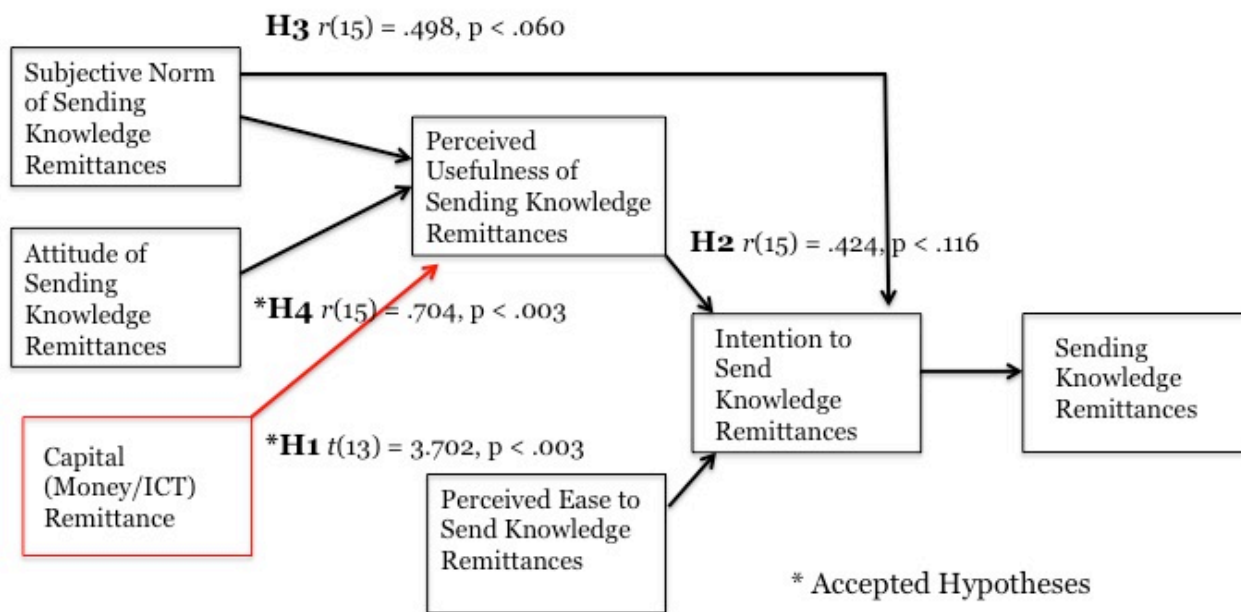 H3 r(15) = .498, p < .060
Subjective Norm
of Sending
Knowledge
Remittances
Perceived
Usefulness of
Sending Knowledge
Remittances
Attitude of
Sending
Knowledge
Remittances
H2 r(15) = .424, p < .116
*H4 r(15) = .704, p < .003
Intention to
Send
Knowledge
Remittances
Sending
Knowledge
Remittances
*H1 t(13) = 3.702, p < .003
Capital
(Money/ICT)
Remittance
Perceived Ease to
Send Knowledge
Remittances
* Accepted Hypotheses